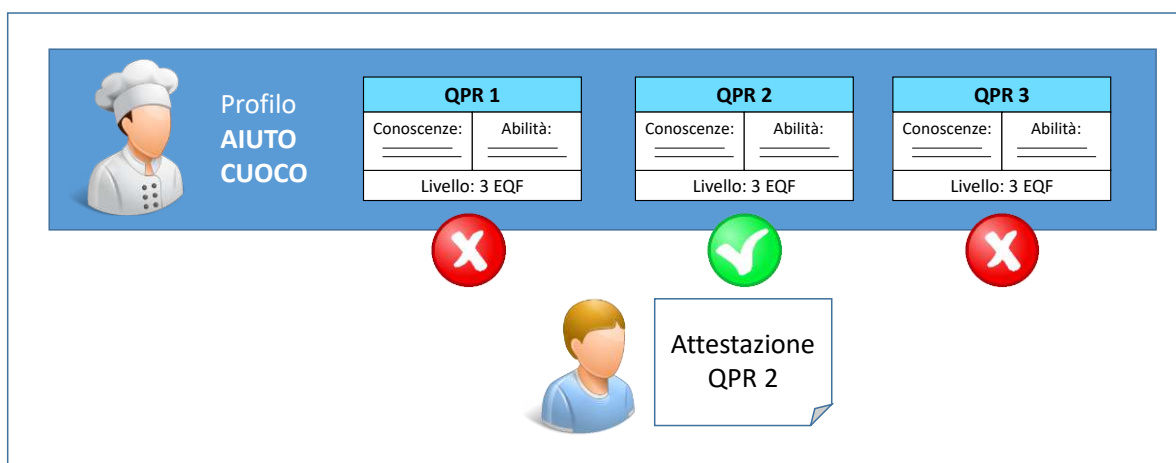 Profilo
AIUTO
CUOCO
QPR 1
Conoscenze: Abilità:
Livello: 3 EQF
QPR 2
Conoscenze: Abilità:
Livello: 3 EQF
QPR 3
Conoscenze: Abilità:
Livello: 3 EQF
Attestazione
QPR 2